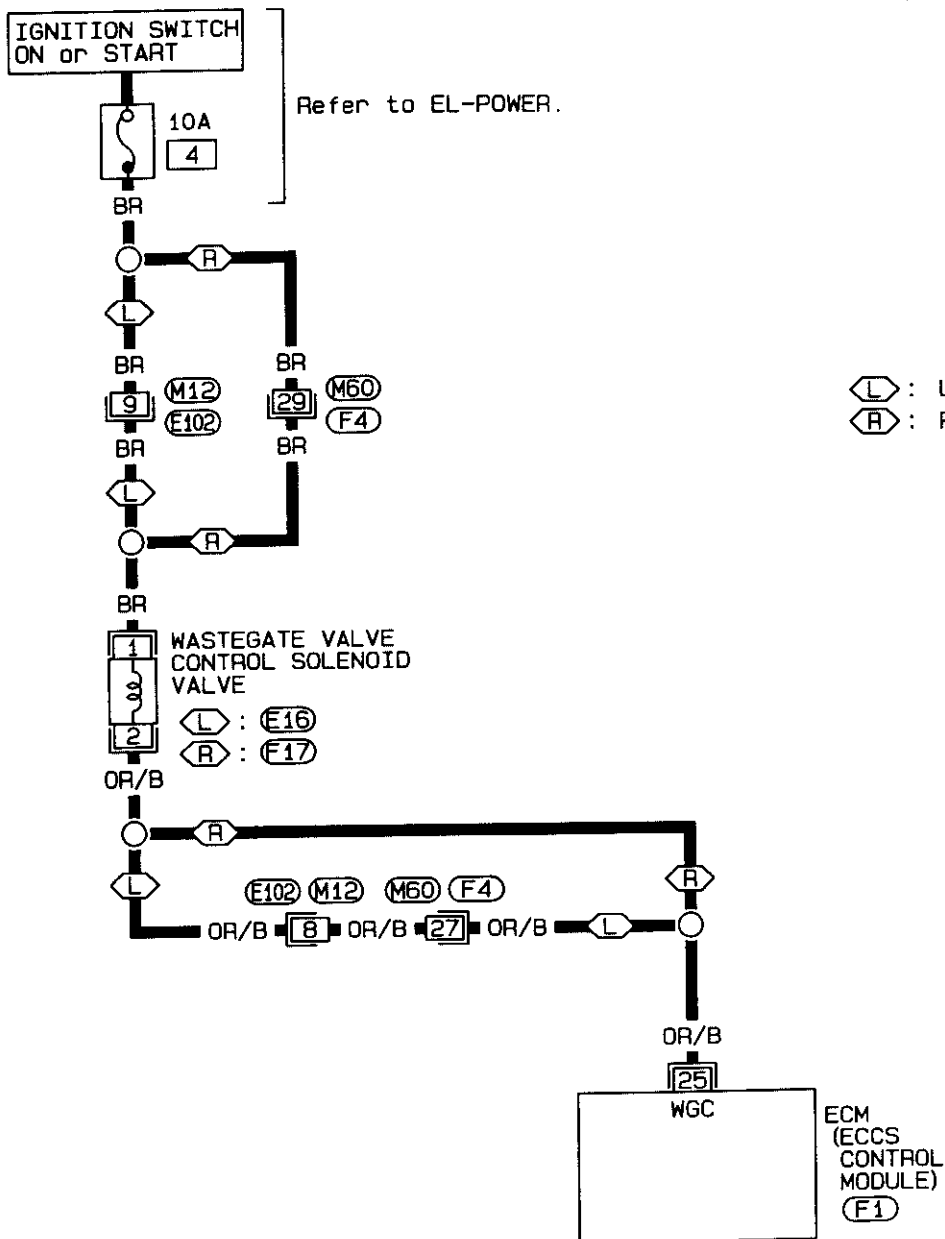 IGNITION SWITCH
ON or START
Refer to EL-POWER.
10A
4
BR
R
L
BR
BR
9
M12
E102
29
M60
F4
BR
BR
L
R
L :
R :
BR
1
WASTEGATE VALVE
CONTROL SOLENOID
VALVE
2
L : E16
R : F17
OR/B
R
L
R
E102 M12 M60 F4
OR/B 8 OR/B 27 OR/B L
OR/B
25
WGC
ECM
(ECCS
CONTROL
MODULE)
F1